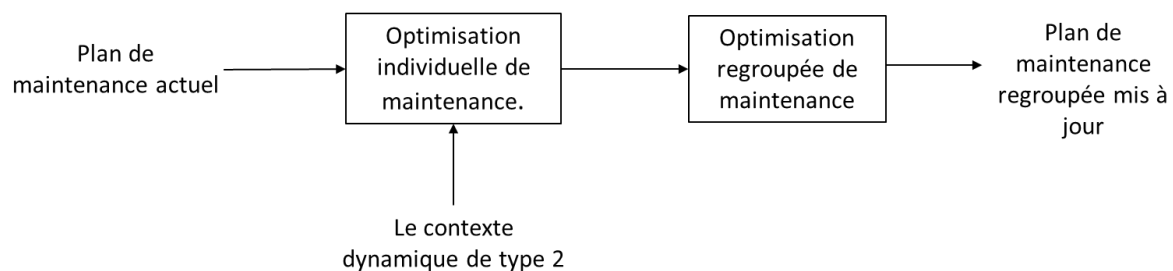 Plan de
maintenance actuel
Optimisation
individuelle de
maintenance.
Optimisation
regroupée de
maintenance
Plan de
maintenance
regroupée mis à
jour
Le contexte
dynamique de type 2